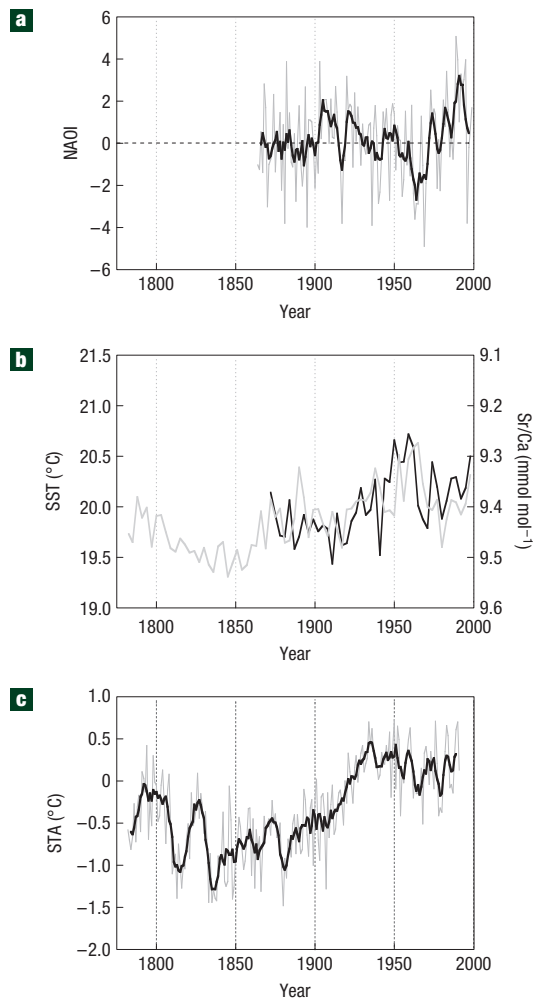 a
6
4
2
0
−2
−4
−6
NAOI
1800 1850 1900 1950 2000
Year
b
21.5
21.0
20.5
20.0
19.5
19.0
SST (°C)
9.1
9.2
9.3
9.4
9.5
9.6
Sr/Ca (mmol mol−1)
1800 1850 1900 1950 2000
Year
c
1.0
0.5
0
−0.5
−1.0
−1.5
−2.0
STA (°C)
1800 1850 1900 1950 2000
Year